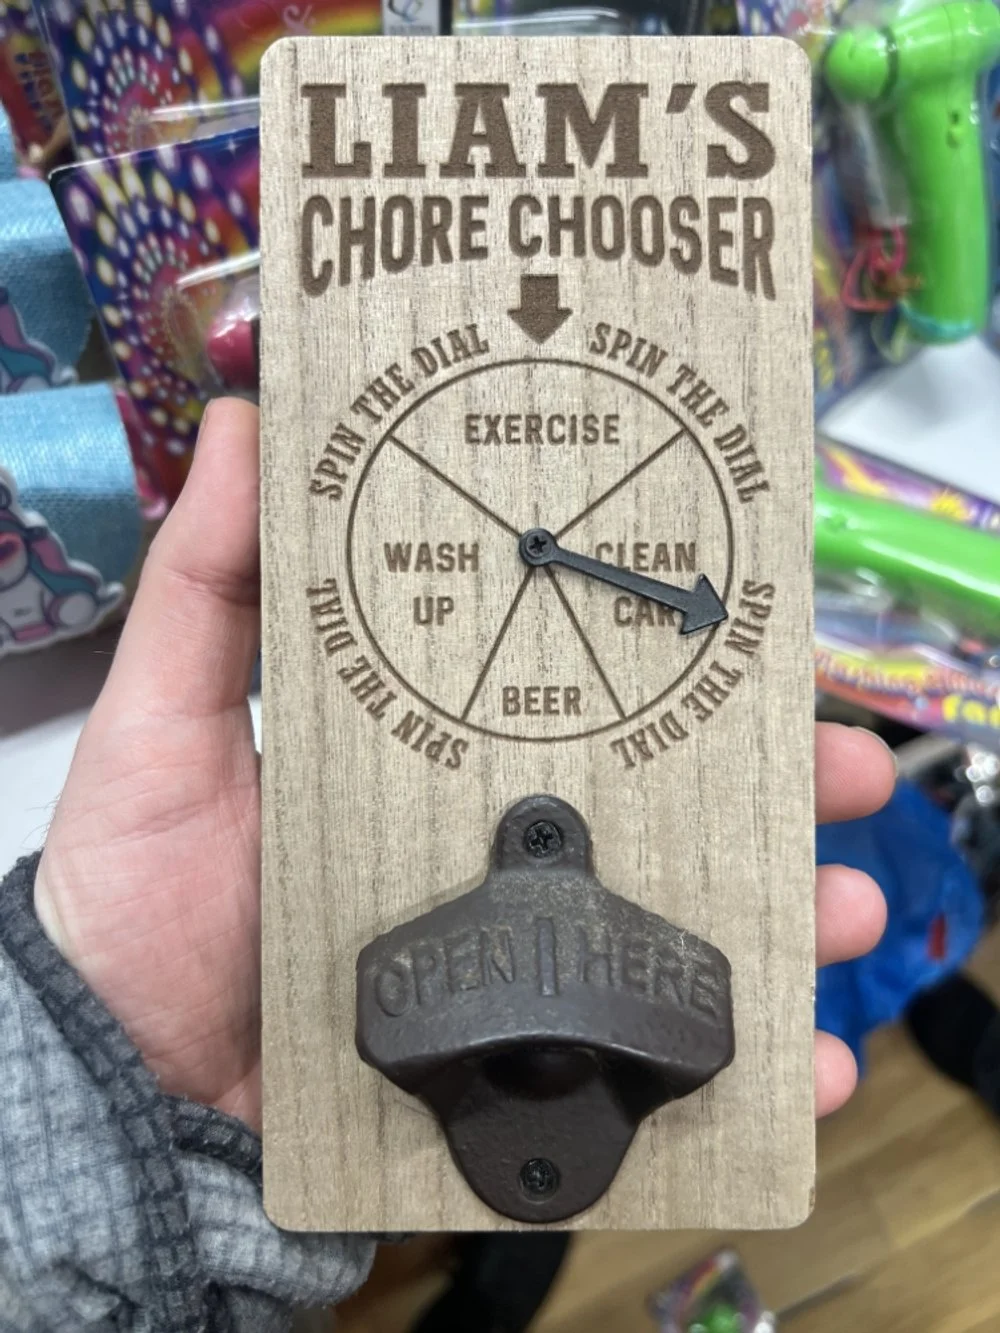 LIAM'S
CHORE CHOOSER
SPIN THE DIAL
SPIN THE DIAL
EXERCISE
WASH
UP
CLEAN
CAR
BEER
SPIN THE DIAL
SPIN THE DIAL
OPEN HERE